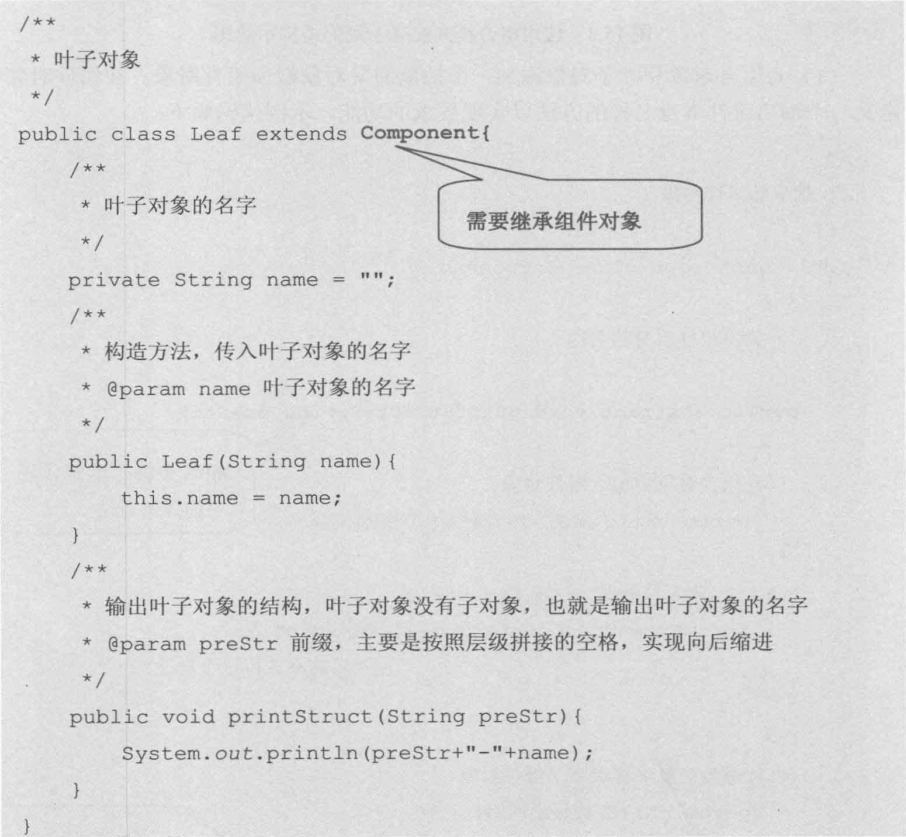 /**
 * 叶子对象
 */
public class Leaf extends Component{
    /**
     * 叶子对象的名字
     */
需要继承组件对象
    private String name = "";
    /**
     * 构造方法，传入叶子对象的名字
     * @param name 叶子对象的名字
     */
    public Leaf(String name){
        this.name = name;
    }
    /**
     * 输出叶子对象的结构，叶子对象没有子对象，也就是输出叶子对象的名字
     * @param preStr 前缀，主要是按照层级拼接的空格，实现向后缩进
     */
    public void printStruct(String preStr){
        System.out.println(preStr+"-"+name);
    }
}